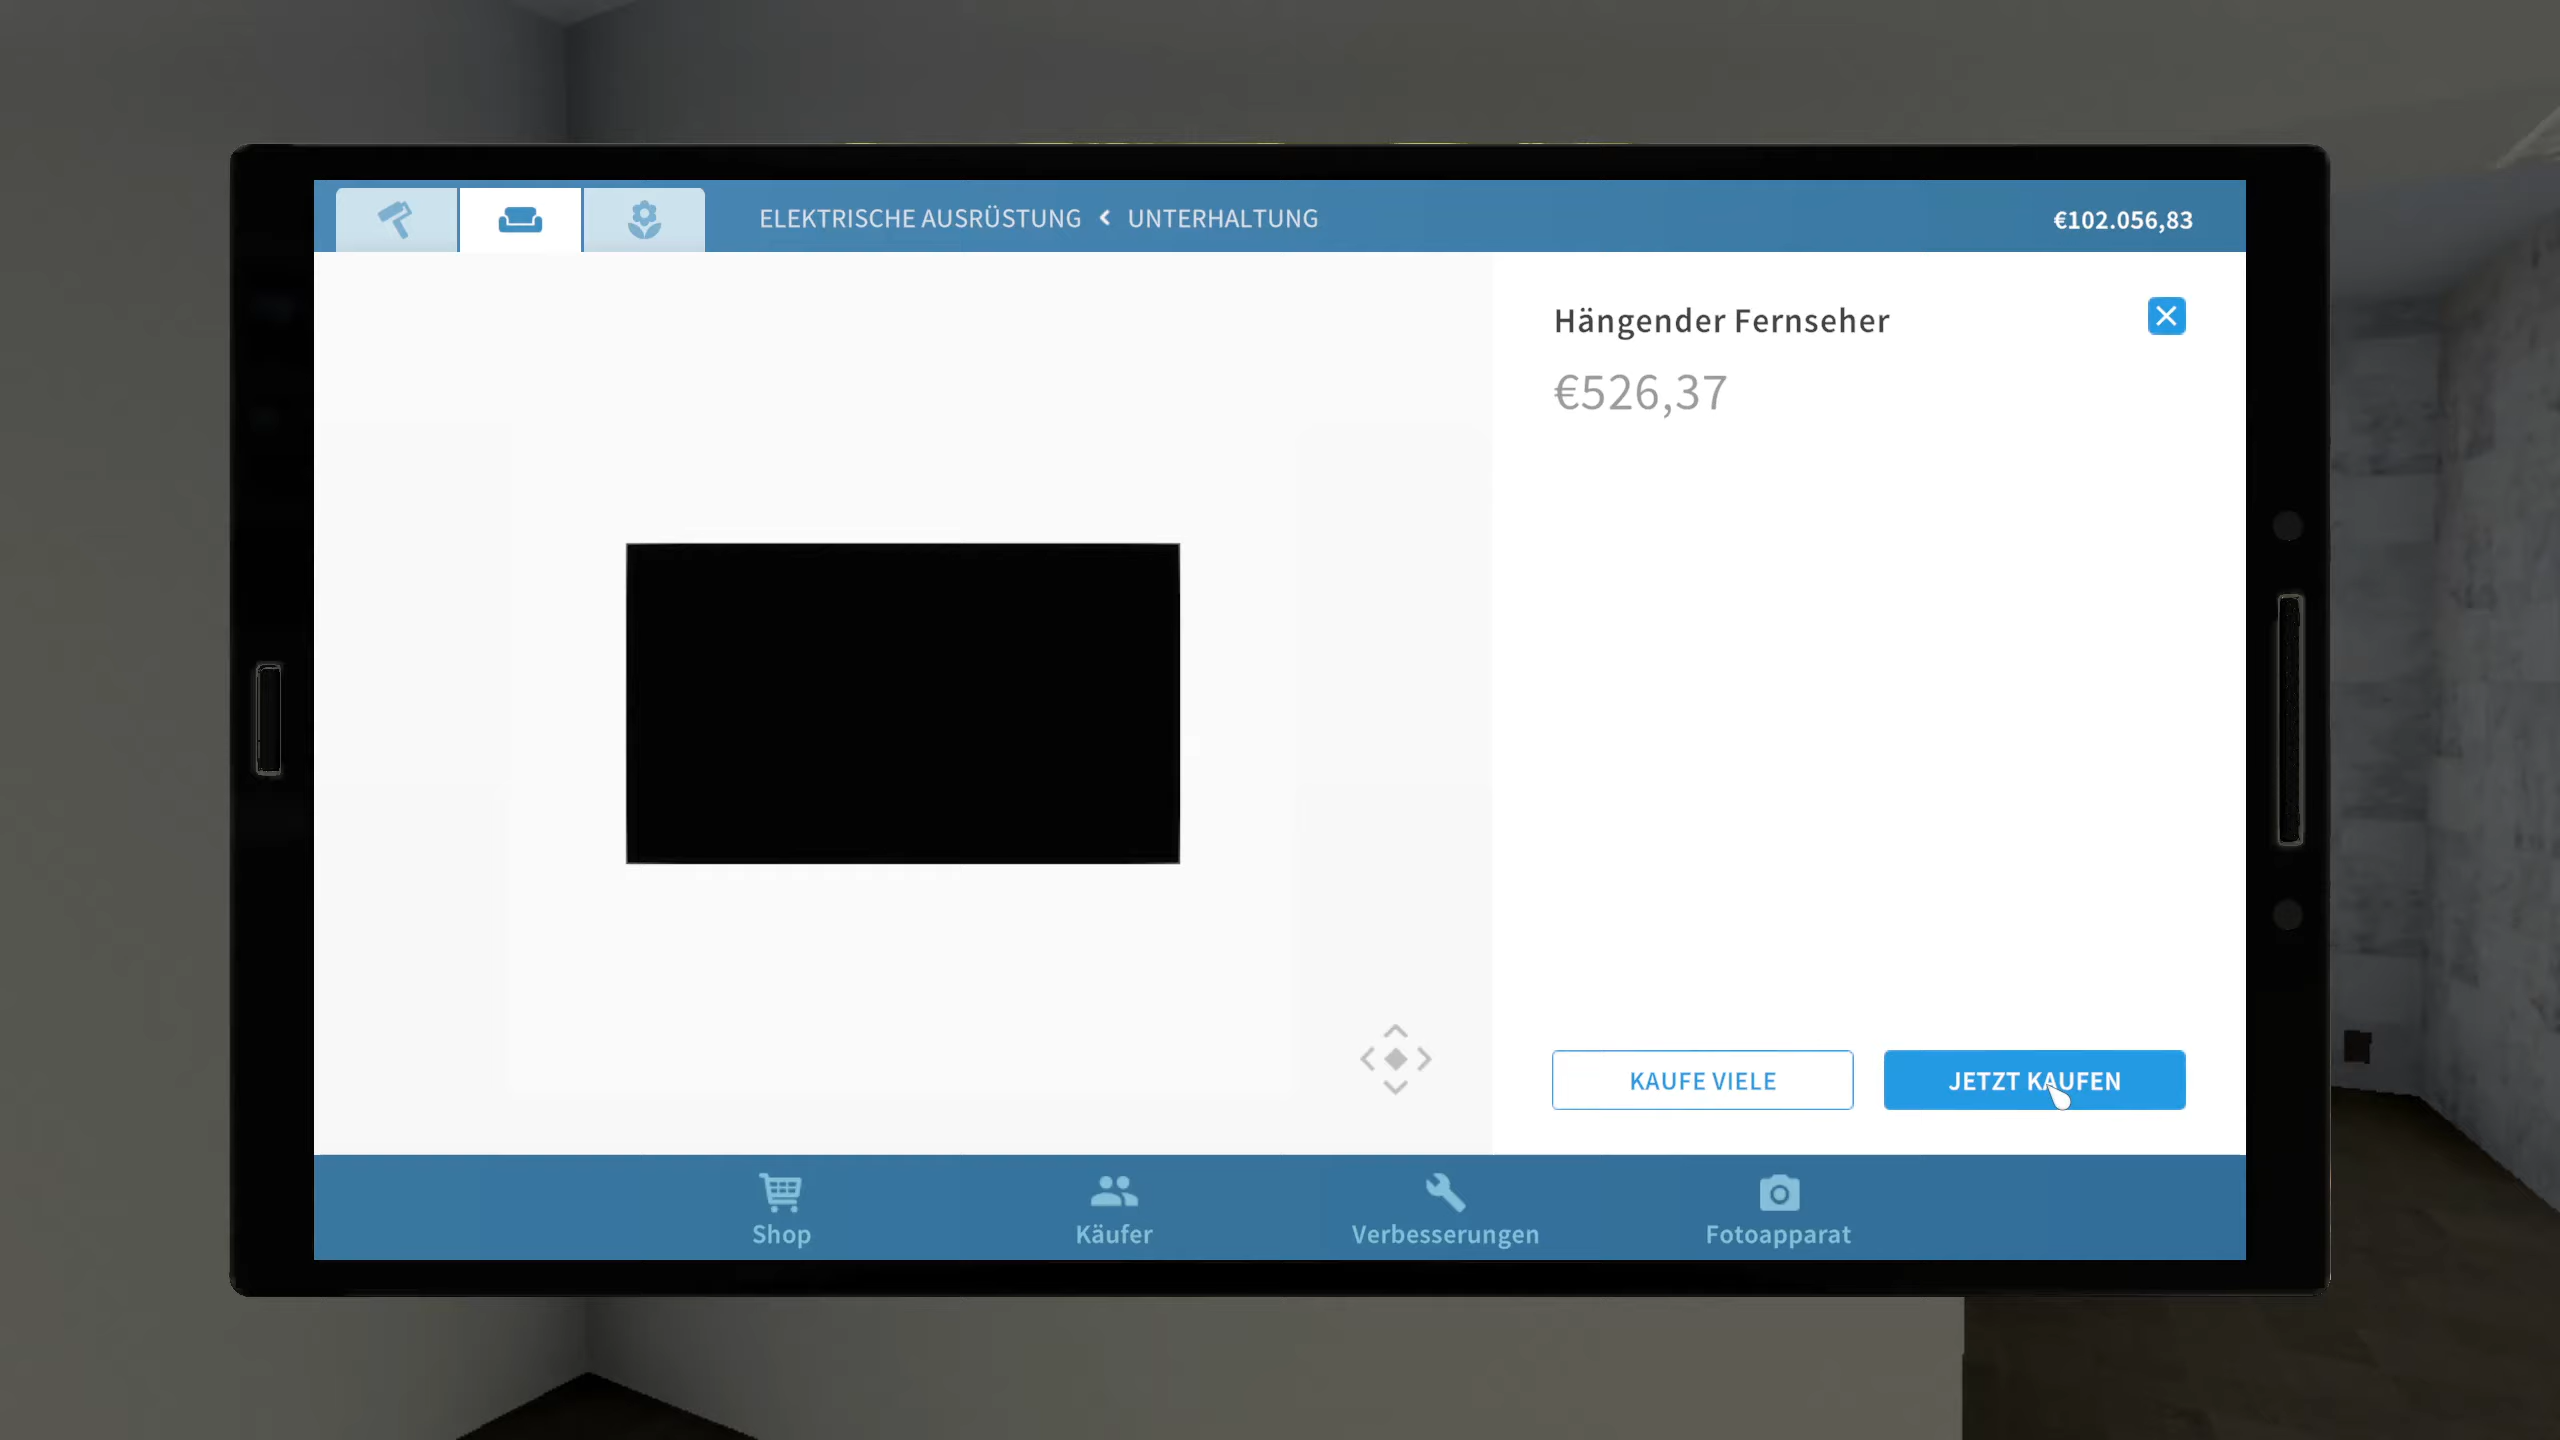 ELEKTRISCHE AUSRÜSTUNG < UNTERHALTUNG
€102.056,83
Hängender Fernseher
€526,37
KAUFE VIELE
JETZT KAUFEN
Shop
Käufer
Verbesserungen
Fotoapparat